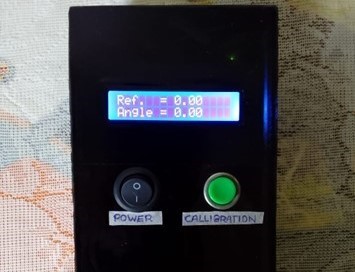 Ref. = 0.00
Angle = 0.00
POWER
CALLIBRATION